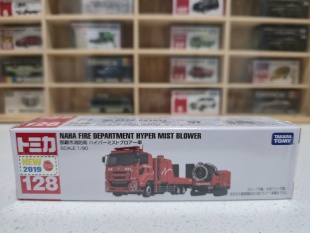 トミカ
NEW
2019
128
NAHA FIRE DEPARTMENT HYPER MIST BLOWER
那覇市消防局 ハイパーミストブロアー車
SCALE 1/90
TAKARA
TOMY